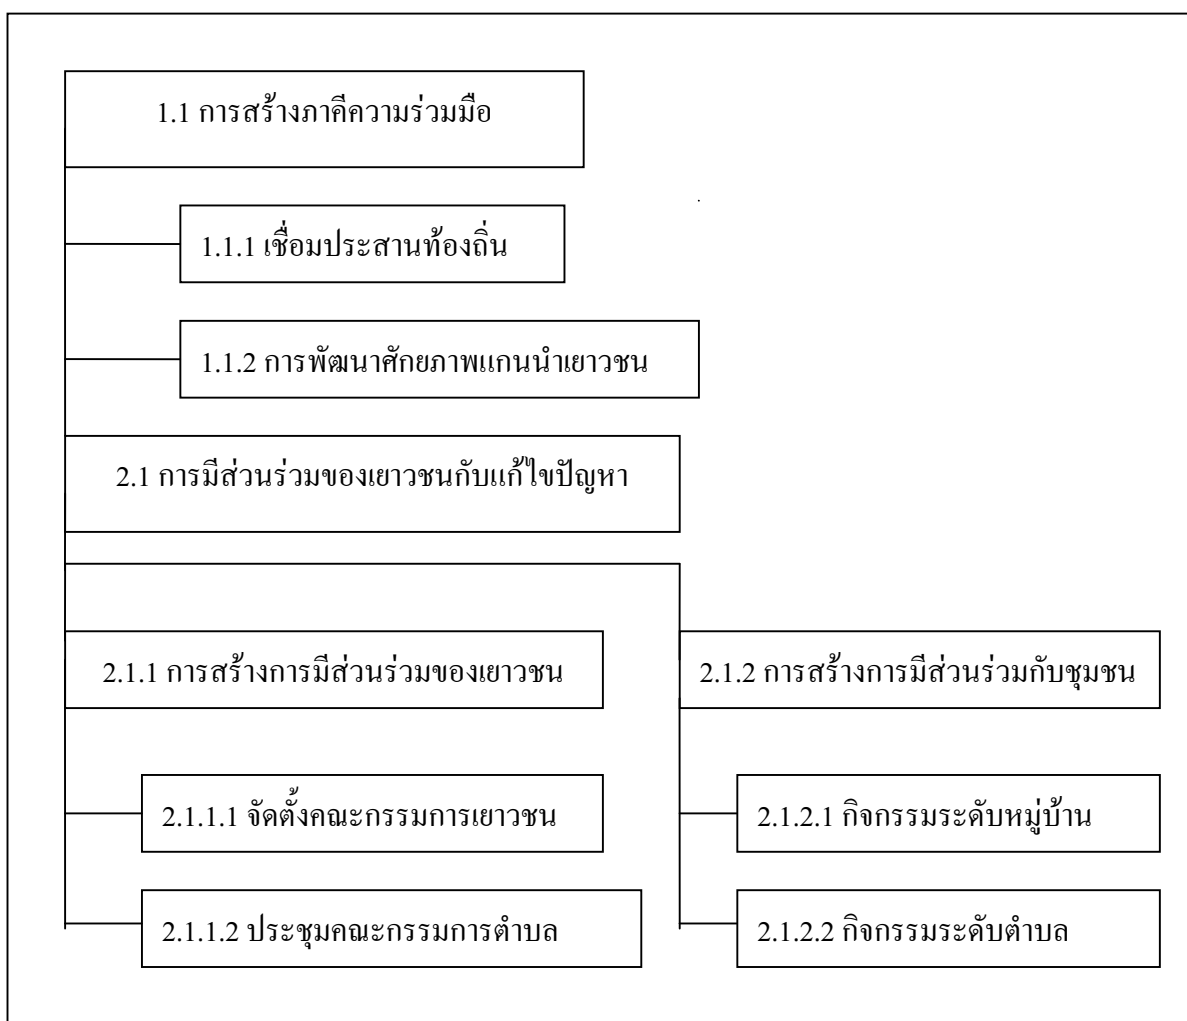 1.1 การสร้างภาคีความร่วมมือ
1.1.1 เชื่อมประสานท้องถิ่น
1.1.2 การพัฒนาศักยภาพแกนนำเยาวชน
2.1 การมีส่วนร่วมของเยาวชนกับแก้ไขปัญหา
2.1.1 การสร้างการมีส่วนร่วมของเยาวชน
2.1.2 การสร้างการมีส่วนร่วมกับชุมชน
2.1.1.1 จัดตั้งคณะกรรมการเยาวชน
2.1.2.1 กิจกรรมระดับหมู่บ้าน
2.1.1.2 ประชุมคณะกรรมการตำบล
2.1.2.2 กิจกรรมระดับตำบล